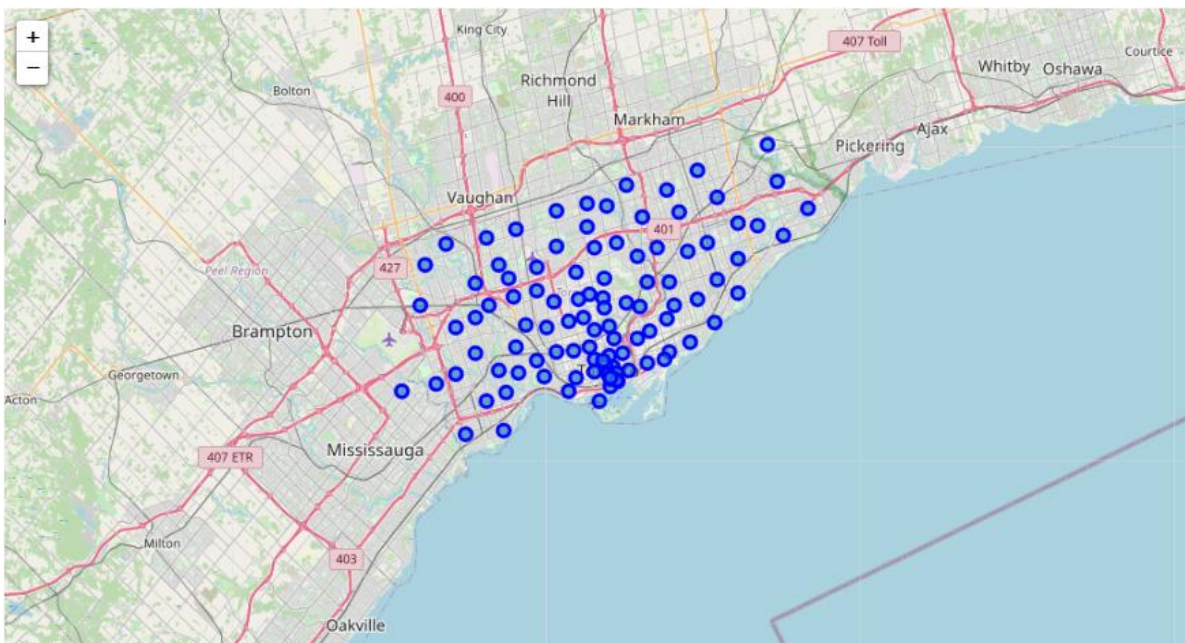 +
−
King City
407 Toll
Courtice
Whitby
Oshawa
Richmond
Hill
Bolton
400
Markham
Ajax
Pickering
Vaughan
401
427
Peel Region
Brampton
Georgetown
Acton
Mississauga
407 ETR
Milton
403
Oakville